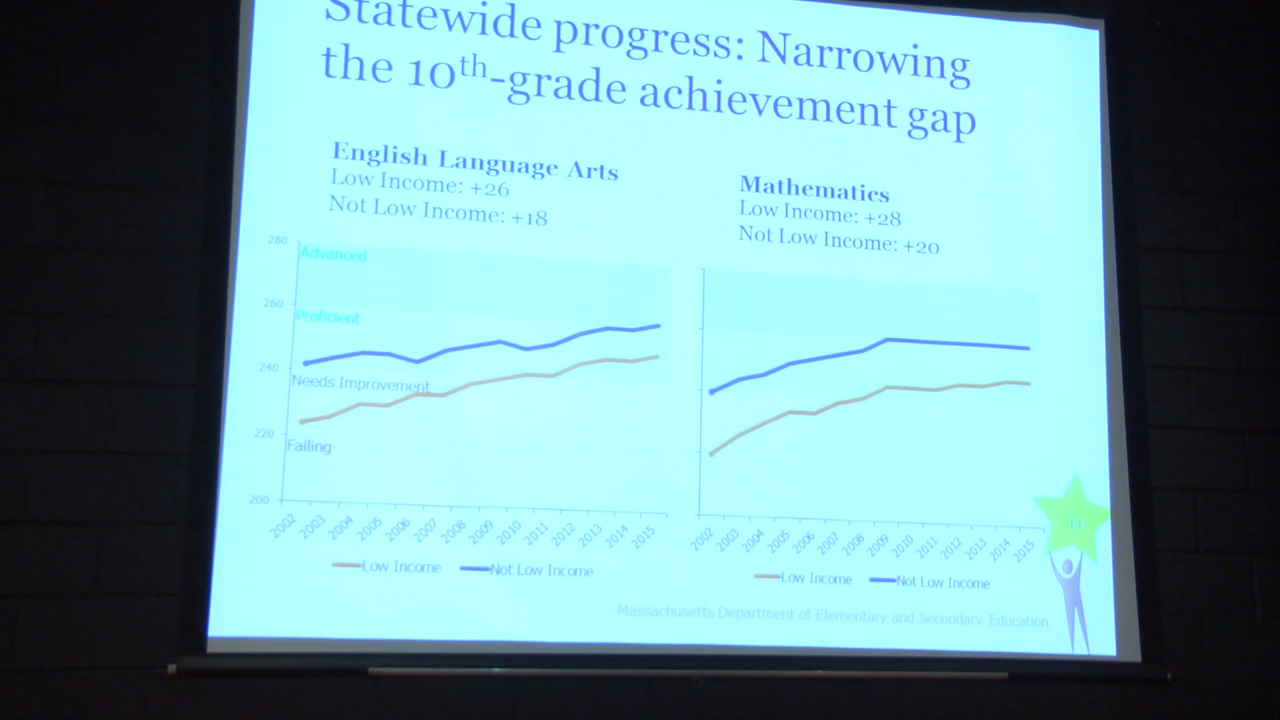 Statewide progress: Narrowing
the 10th-grade achievement gap
English Language Arts
Low Income: +26
Not Low Income: +18
Mathematics
Low Income: +28
Not Low Income: +20
280
Advanced
260
Proficient
240
Needs Improvement
220
Failing
200
2002 2003 2004 2005 2006 2007 2008 2009 2010 2011 2012 2013 2014 2015
2002 2003 2004 2005 2006 2007 2008 2009 2010 2011 2012 2013 2014 2015
Low Income Not Low Income
Low Income Not Low Income
11
Massachusetts Department of Elementary and Secondary Education